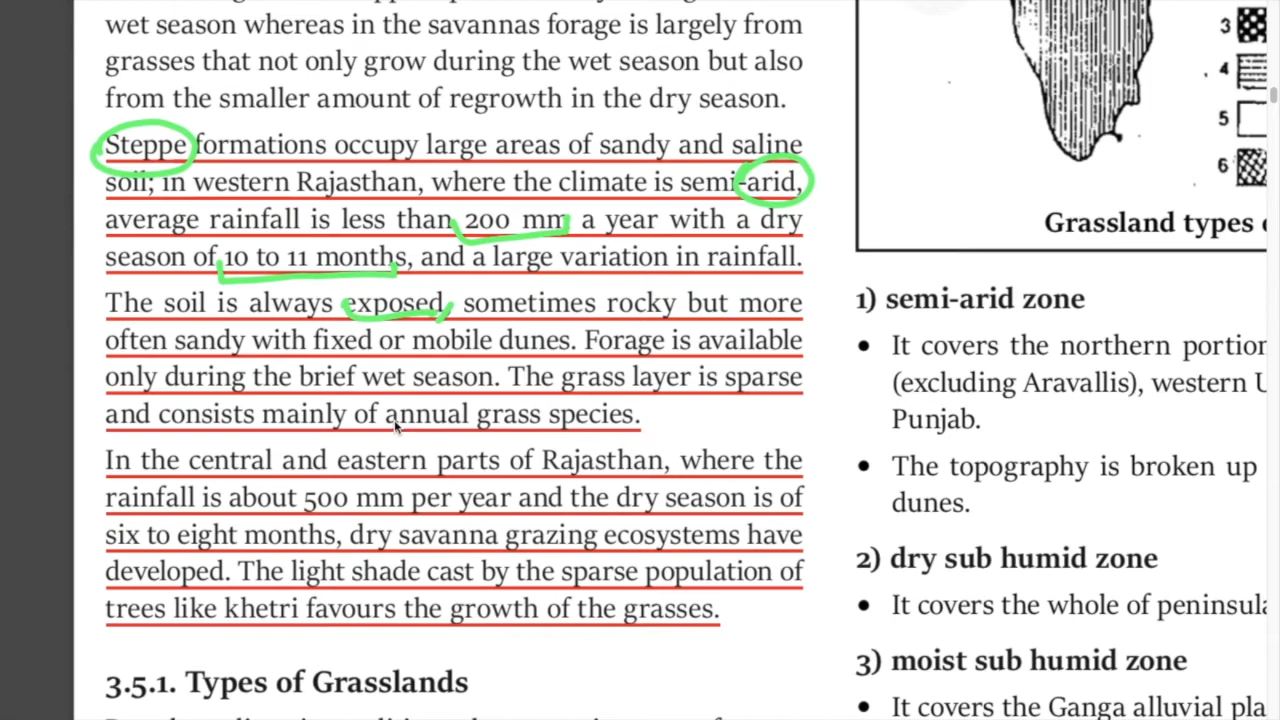 wet season whereas in the savannas forage is largely from
grasses that not only grow during the wet season but also
from the smaller amount of regrowth in the dry season.
Steppe formations occupy large areas of sandy and saline
soil; in western Rajasthan, where the climate is semi-arid,
average rainfall is less than 200 mm a year with a dry
season of 10 to 11 months, and a large variation in rainfall.
The soil is always exposed, sometimes rocky but more
often sandy with fixed or mobile dunes. Forage is available
only during the brief wet season. The grass layer is sparse
and consists mainly of annual grass species.
In the central and eastern parts of Rajasthan, where the
rainfall is about 500 mm per year and the dry season is of
six to eight months, dry savanna grazing ecosystems have
developed. The light shade cast by the sparse population of
trees like khetri favours the growth of the grasses.
3.5.1. Types of Grasslands
3
4
5
6
Grassland types
1) semi-arid zone
• It covers the northern portion
(excluding Aravallis), western
Punjab.
• The topography is broken up
dunes.
2) dry sub humid zone
• It covers the whole of
3) moist sub humid zone
• It covers the Ganga alluvial